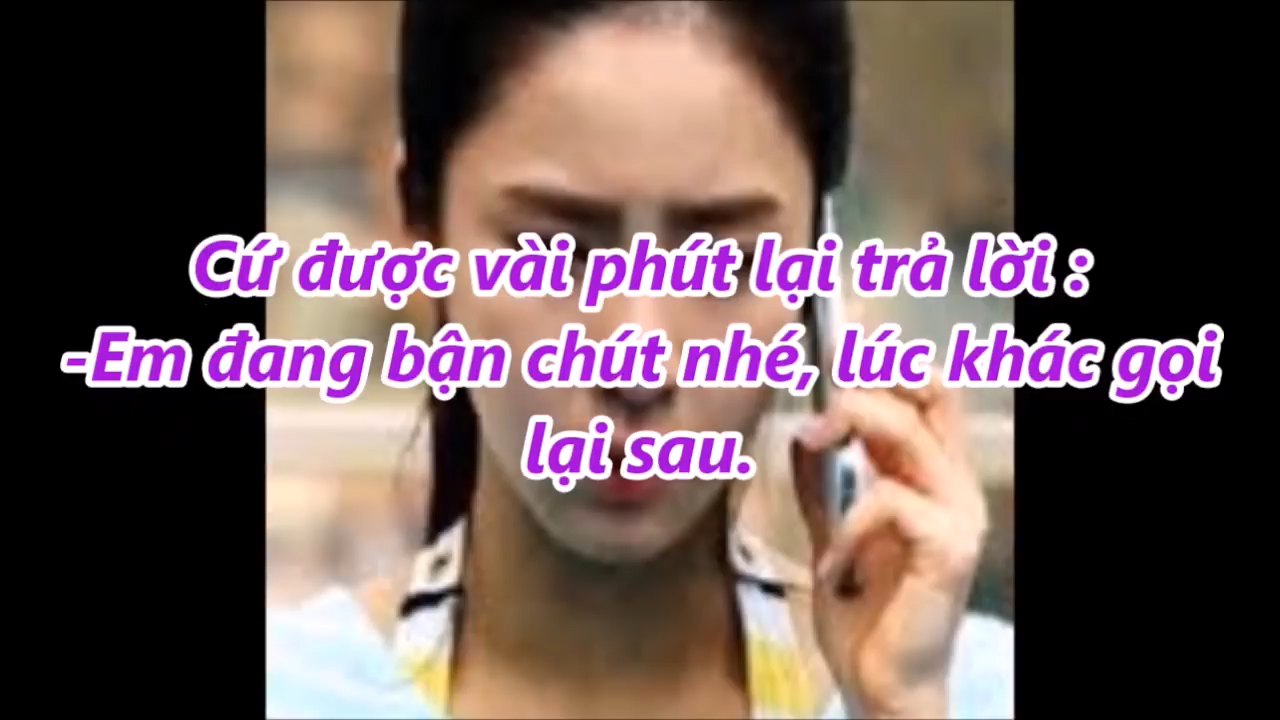 Cứ được vài phút lại trả lời :
-Em đang bận chút nhé, lúc khác gọi
lại sau.